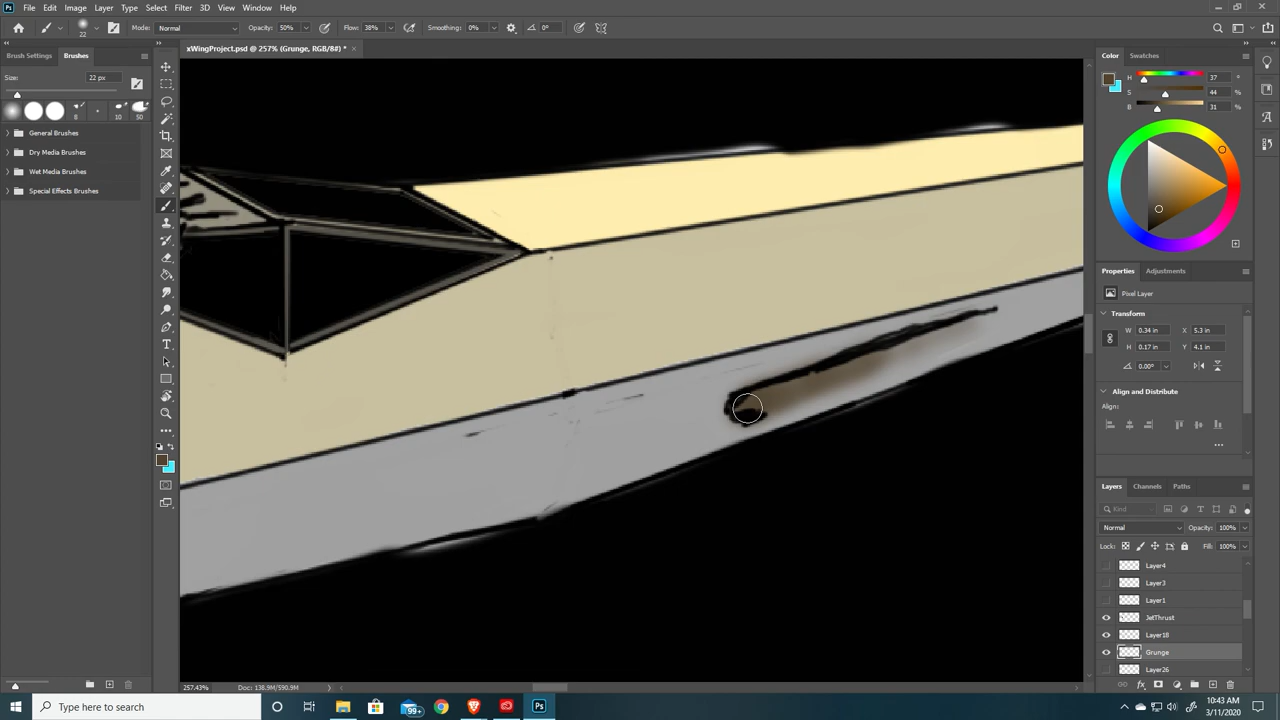 File Edit Image Layer Type Select Filter 3D View Window Help
22 Mode: Normal Opacity: 50% Flow: 38% Smoothing: 0% 0°
Brush Settings Brushes
xWingProject.psd @ 257% (Grunge, RGB/8#) * ×
Size: 22 px
8 10 50
General Brushes
Dry Media Brushes
Wet Media Brushes
Special Effects Brushes
Color Swatches
H 37 °
S 44 %
B 31 %
Properties Adjustments
Pixel Layer
Transform
W 0.34 in X 5.3 in
H 0.17 in Y 4.1 in
0.00°
Align and Distribute
Align:
Layers Channels Paths
Kind
Normal Opacity: 100%
Lock: Fill: 100%
Layer4
Layer3
Layer1
JetThrust
Layer18
Grunge
Layer26
257.43% Doc: 138.9M/590.9M
Type here to search
99+
Ps
10:43 AM
3/11/2020